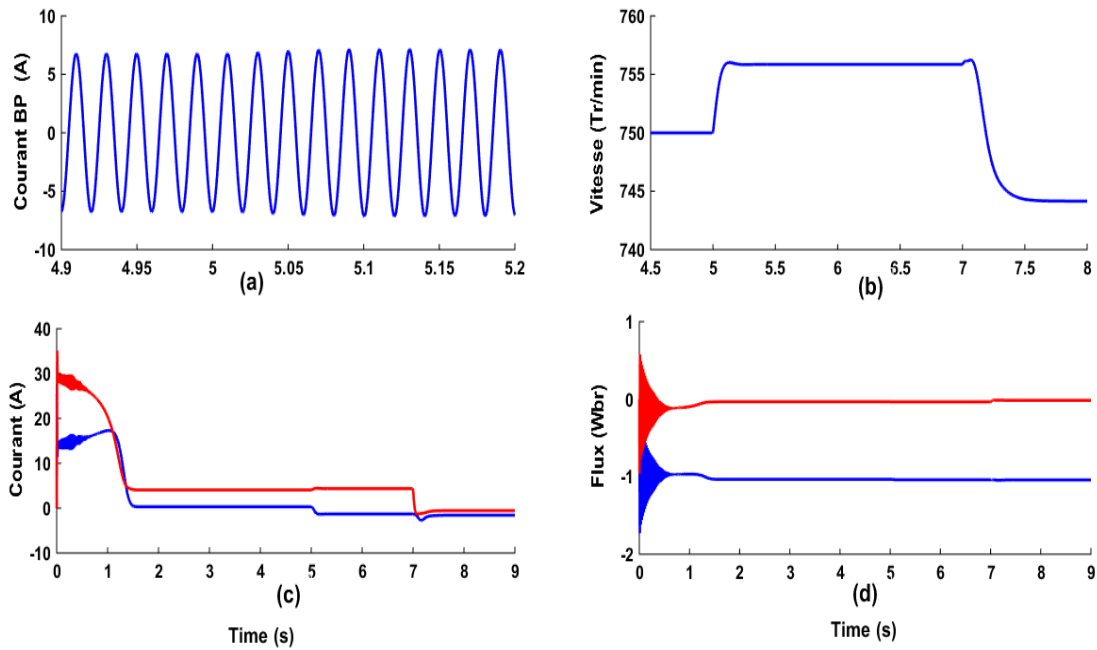 Courant BP (A)
10
5
0
-5
-10
4.9 4.95 5 5.05 5.1 5.15 5.2
(a)
Vitesse (Tr/min)
760
755
750
745
740
4.5 5 5.5 6 6.5 7 7.5 8
(b)
Courant (A)
40
30
20
10
0
-10
0 1 2 3 4 5 6 7 8 9
(c)
Time (s)
Flux (Wbr)
1
0
-1
-2
0 1 2 3 4 5 6 7 8 9
(d)
Time (s)